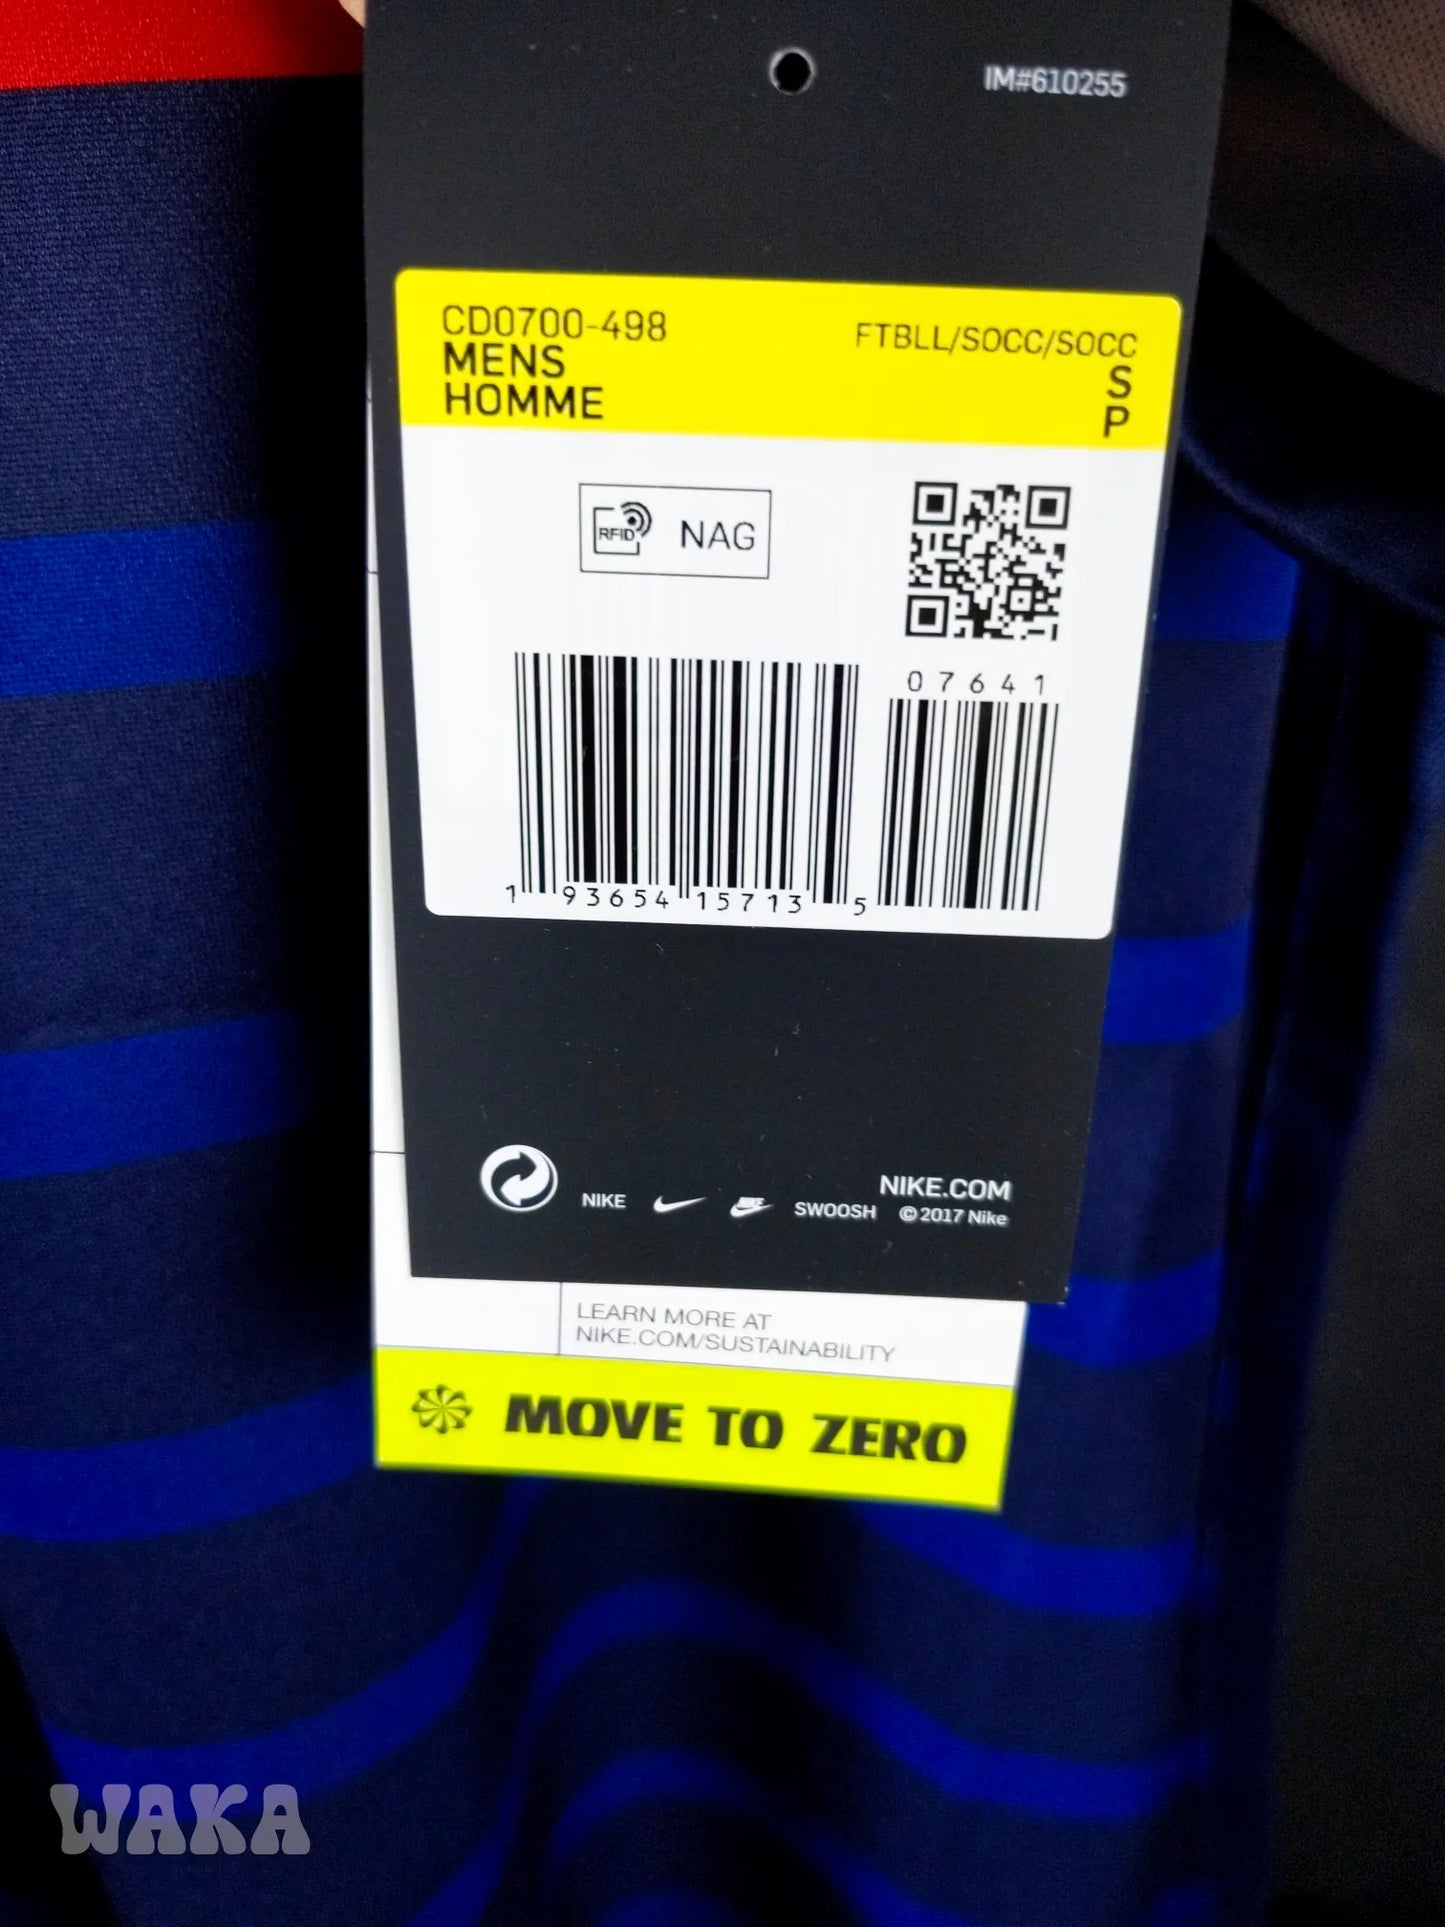 IM#610255
CD0700-498
MENS
HOMME
FTBLL/SOCC/SOCC
S
P
RFID
NAG
07641
1 93654 15713 5
NIKE.COM
NIKE
NIKE
SWOOSH
© 2017 Nike
LEARN MORE AT
NIKE.COM/SUSTAINABILITY
MOVE TO ZERO
WAKA